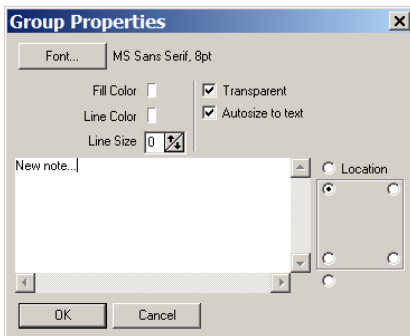 Group Properties
Font... MS Sans Serif, 8pt
Fill Color Transparent
Line Color Autosize to text
Line Size 0
New note...
Location
OK Cancel